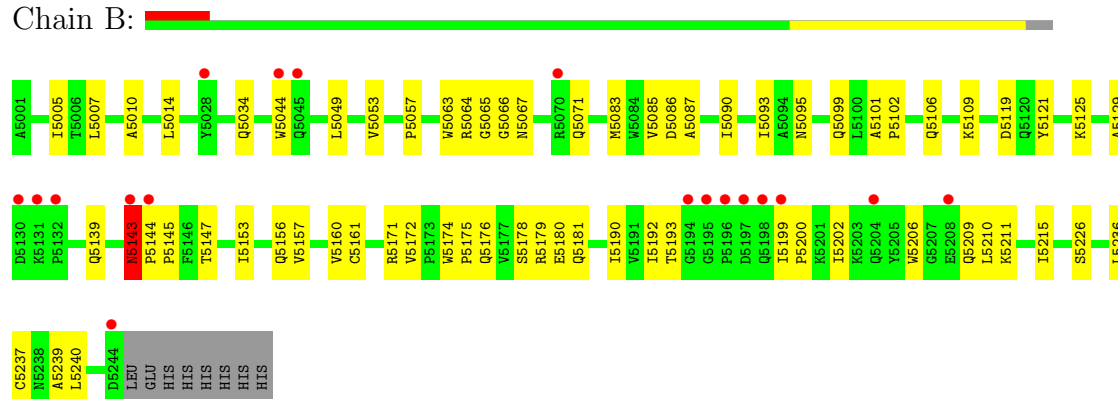 Chain B:
A5001 I5005 T5006 L5007 A5010 L5014 Y5028 Q5034 W5044 Q5045 L5049 V5053 P5057 W5063 R5064 G5065 G5066 N5067 R5070 Q5071 M5083 W5084 V5085 D5086 A5087 I5090 I5093 A5094 N5095 Q5099 L5100 A5101 P5102 Q5106 K5109 D5119 Q5120 Y5121 K5125 A5129
D5130 K5131 P5132 Q5139 N5143 P5144 P5145 F5146 T5147 I5153 Q5156 V5157 V5160 C5161 R5171 V5172 P5173 W5174 P5175 Q5176 V5177 S5178 R5179 E5180 Q5181 I5190 V5191 I5192 T5193 G5194 G5195 P5196 D5197 Q5198 I5199 P5200 K5201 I5202 K5203 Q5204 Y5205 W5206 G5207 E5208 Q5209 L5210 K5211 I5215 S5226 L5236
C5237 N5238 A5239 L5240 D5244 LEU GLU HIS HIS HIS HIS HIS HIS